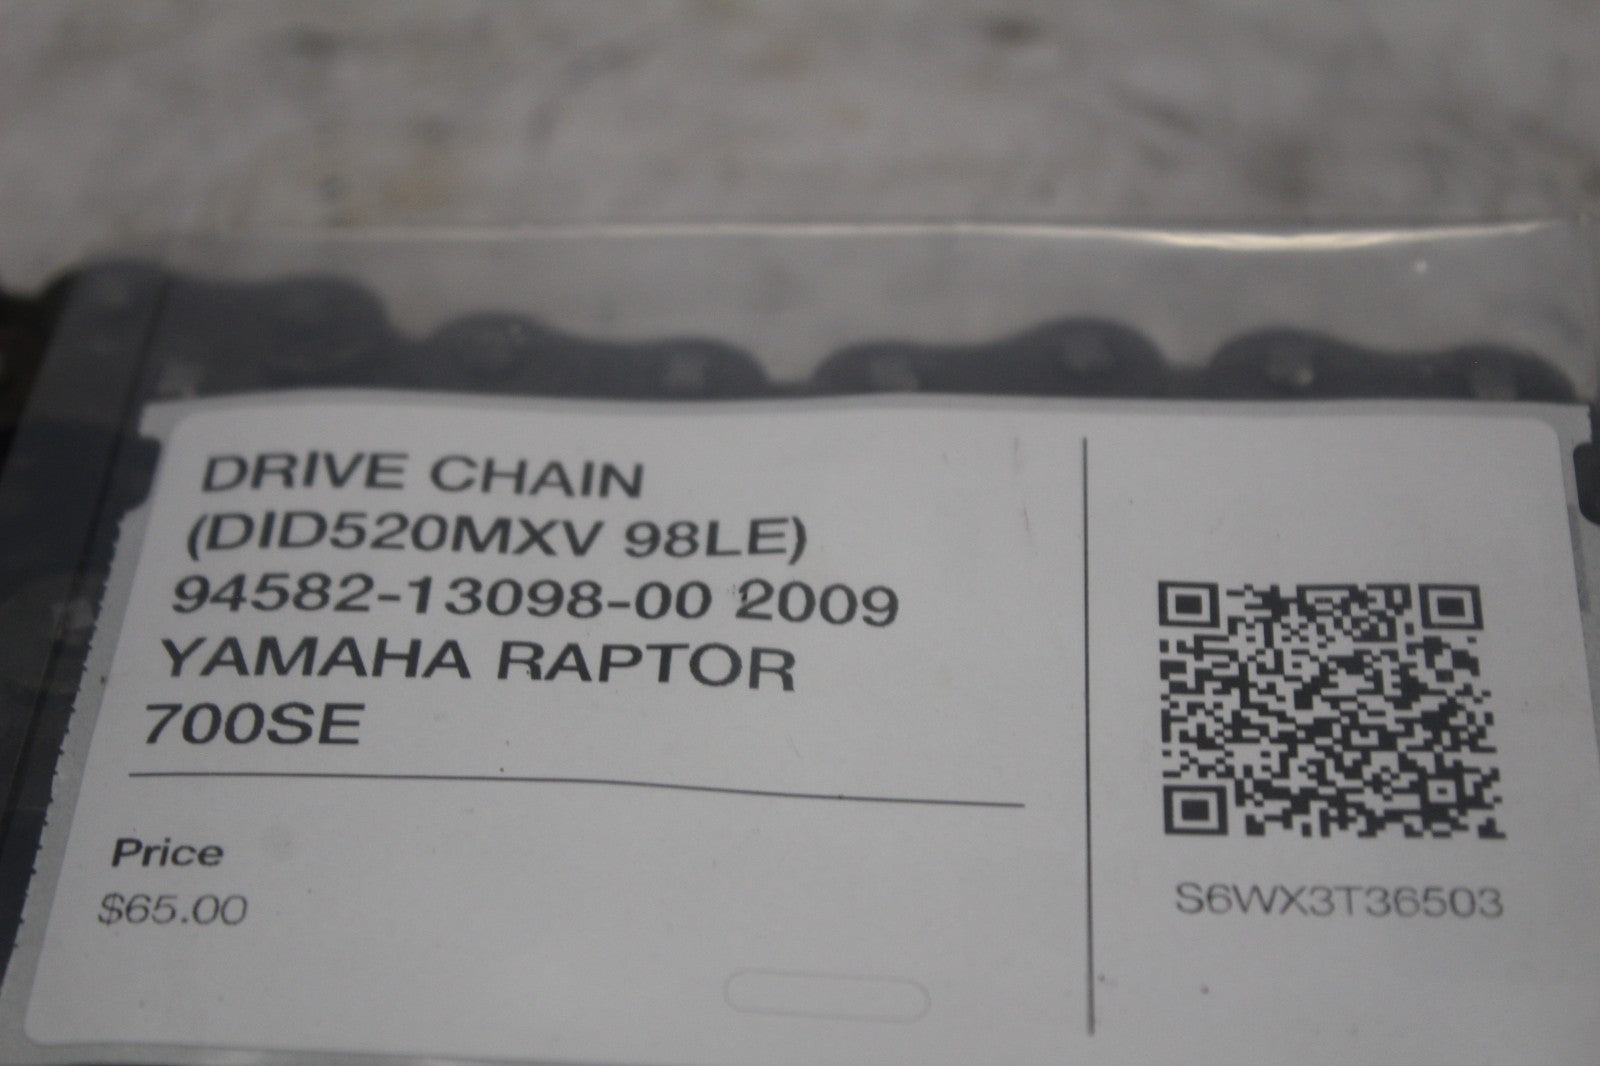 DRIVE CHAIN
(DID520MXV 98LE)
94582-13098-00 2009
YAMAHA RAPTOR
700SE
Price
$65.00
S6WX3T36503